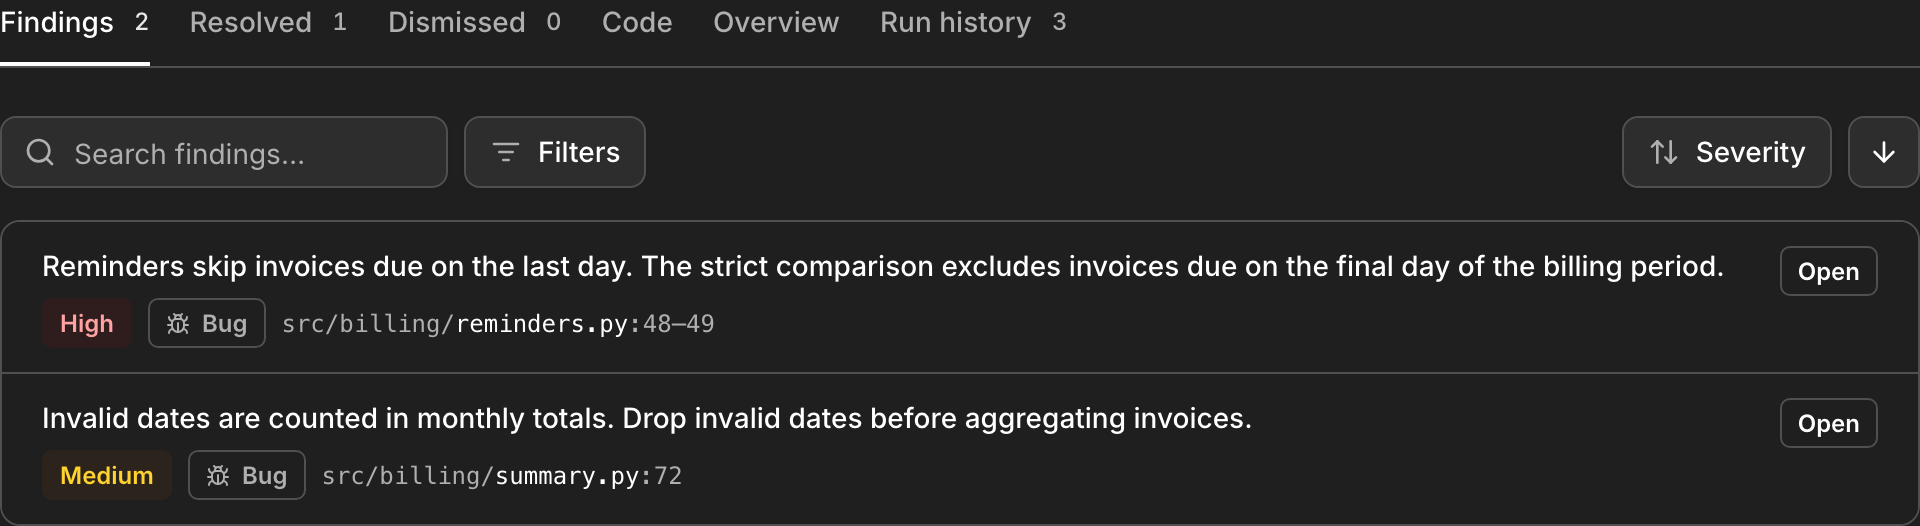 Findings 2 Resolved 1 Dismissed 0 Code Overview Run history 3
Search findings... Filters Severity
Reminders skip invoices due on the last day. The strict comparison excludes invoices due on the final day of the billing period. Open
High Bug src/billing/reminders.py:48–49
Invalid dates are counted in monthly totals. Drop invalid dates before aggregating invoices. Open
Medium Bug src/billing/summary.py:72